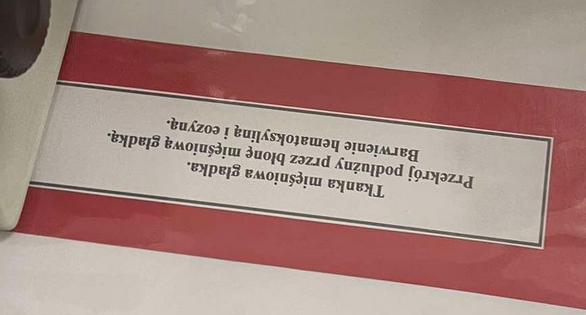 Tkanka mięśniowa gładka.
Przekrój podłużny przez błonę mięśniową gładką.
Barwienie hematoksyliną i eozyną.